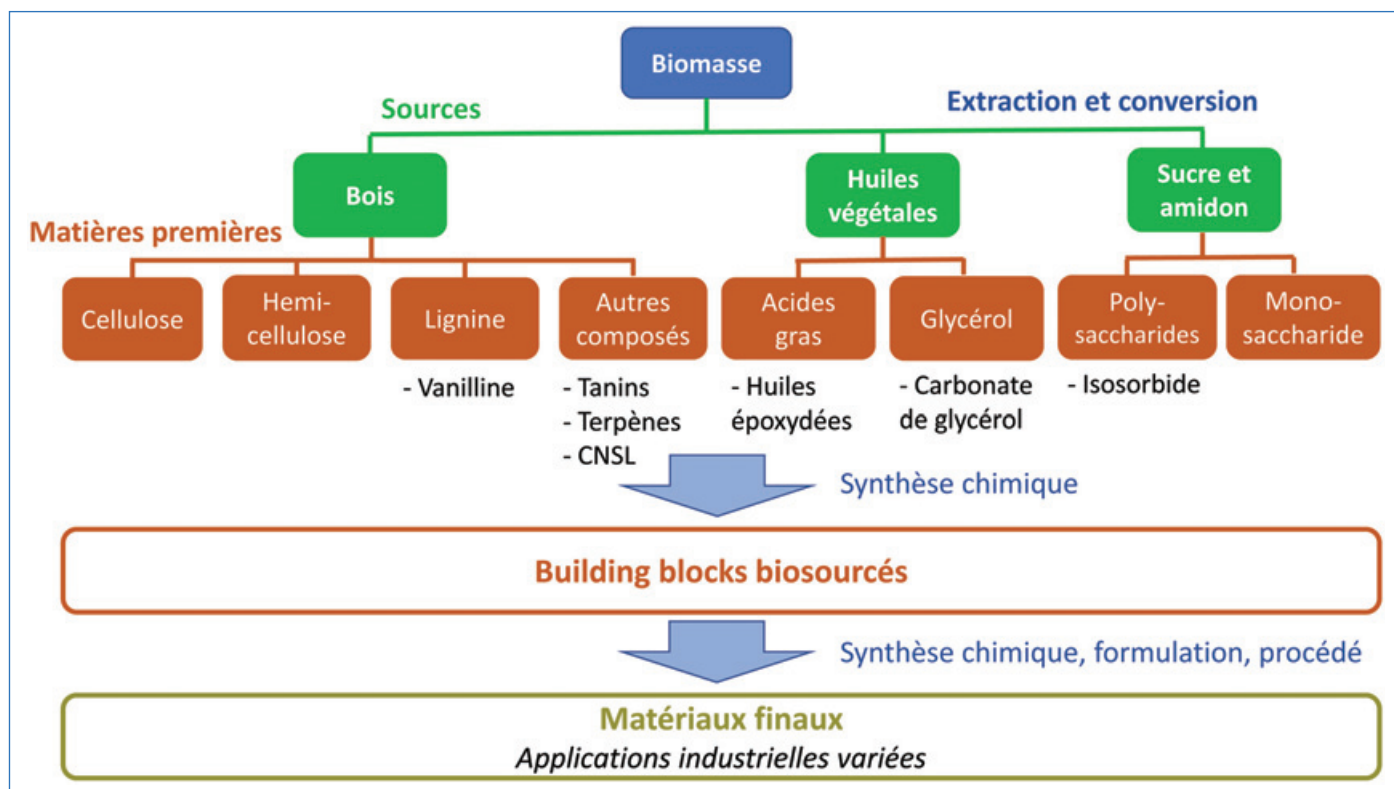 Biomasse
Sources
Extraction et conversion
Bois
Huiles
végétales
Sucre et
amidon
Matières premières
Cellulose
Hemi-
cellulose
Lignine
Autres
composés
Acides
gras
Glycérol
Poly-
saccharides
Mono-
saccharide
- Vanilline
- Tanins
- Terpènes
- CNSL
- Huiles
époxydées
- Carbonate
de glycérol
- Isosorbide
Synthèse chimique
Building blocks biosourcés
Synthèse chimique, formulation, procédé
Matériaux finaux
Applications industrielles variées